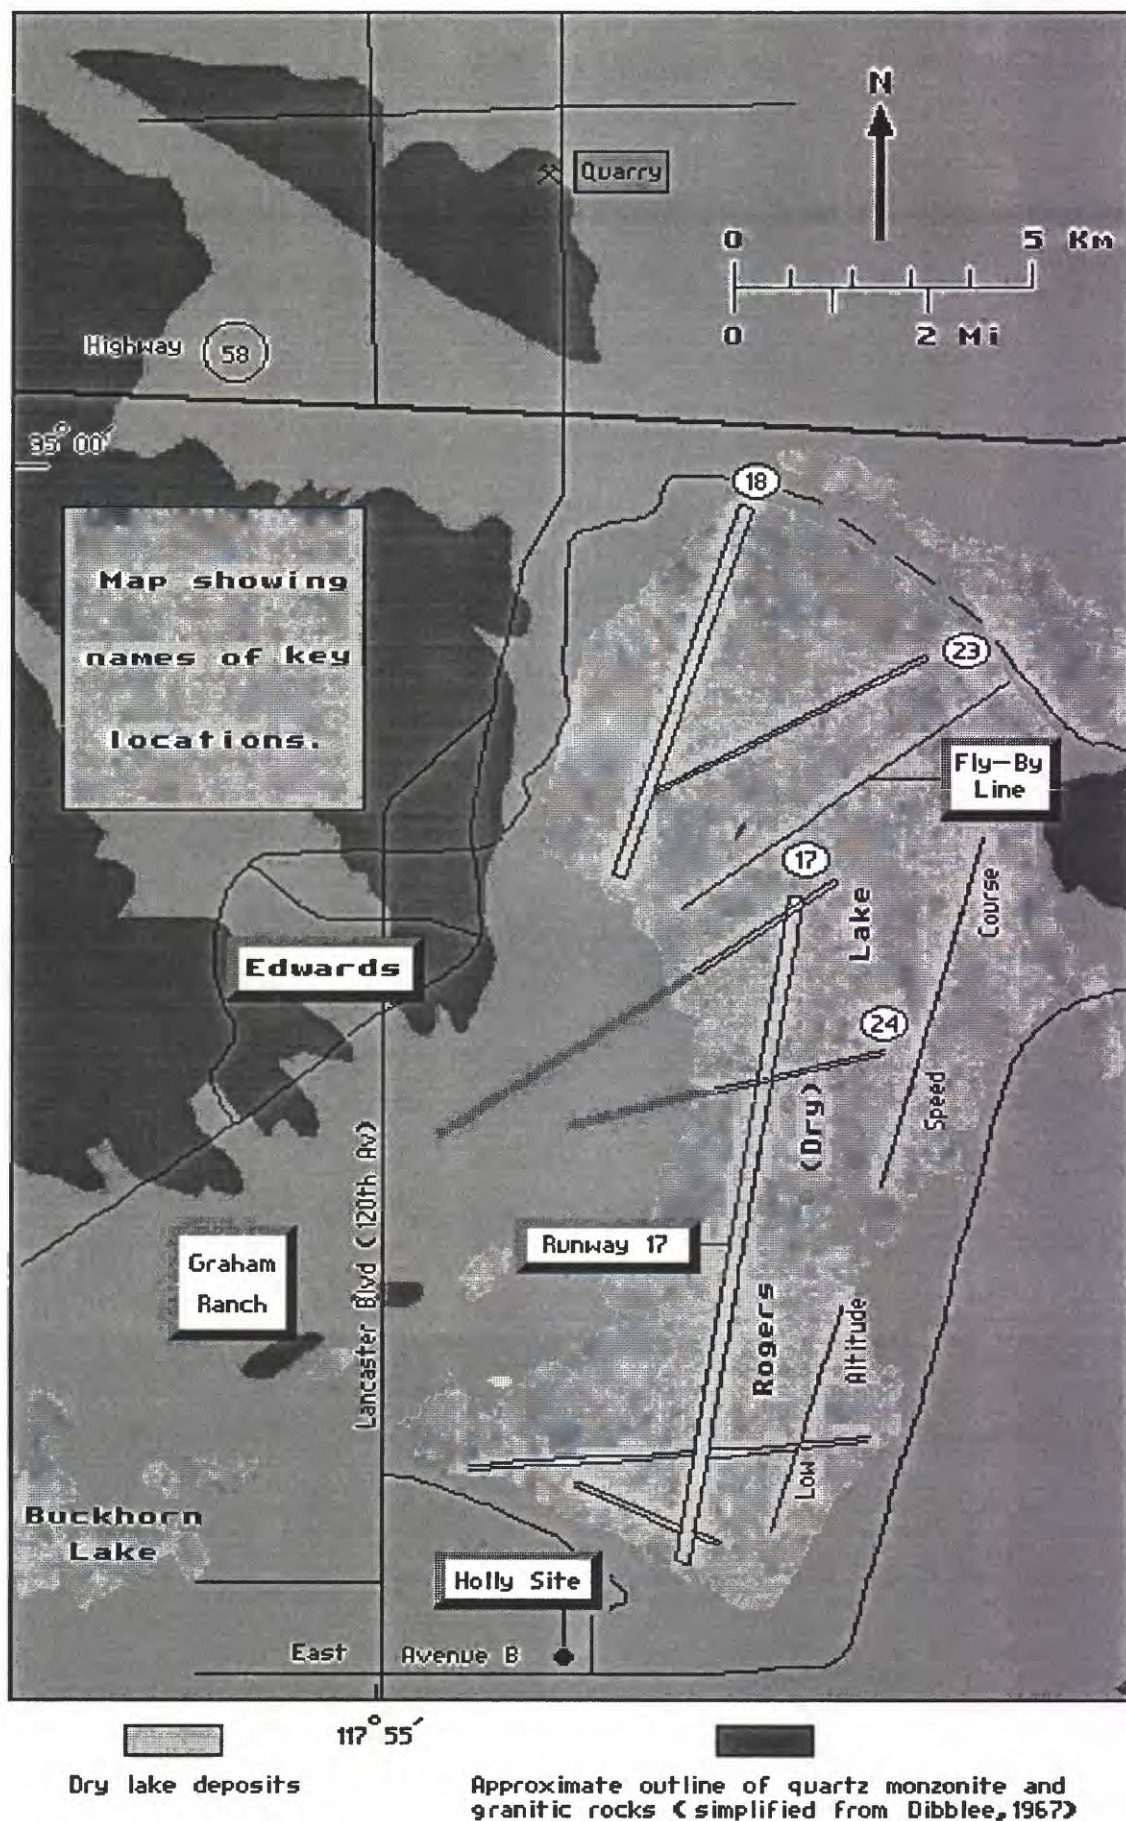 N
Quarry
0 5 Km
0 2 Mi
Highway 58
35° 00′
18
Map showing
names of key
locations.
23
Fly-By
Line
17
Lake
Course
Edwards
24
Speed
(Dry)
Lancaster Blvd (120th Av)
Graham
Ranch
Runway 17
Rogers
Altitude
Low
Buckhorn
Lake
Holly Site
East Avenue B
117° 55′
Dry lake deposits
Approximate outline of quartz monzonite and
granitic rocks (simplified from Dibblee, 1967)